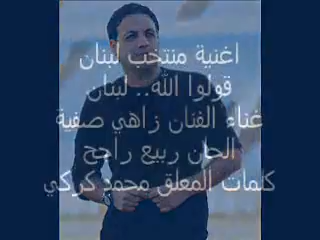 اغنية منتخب لبنان
قولوا الله.. لبنان
غناء الفنان زاهي صفية
الحان ربيع راجح
كلمات المعلق محمد كركي